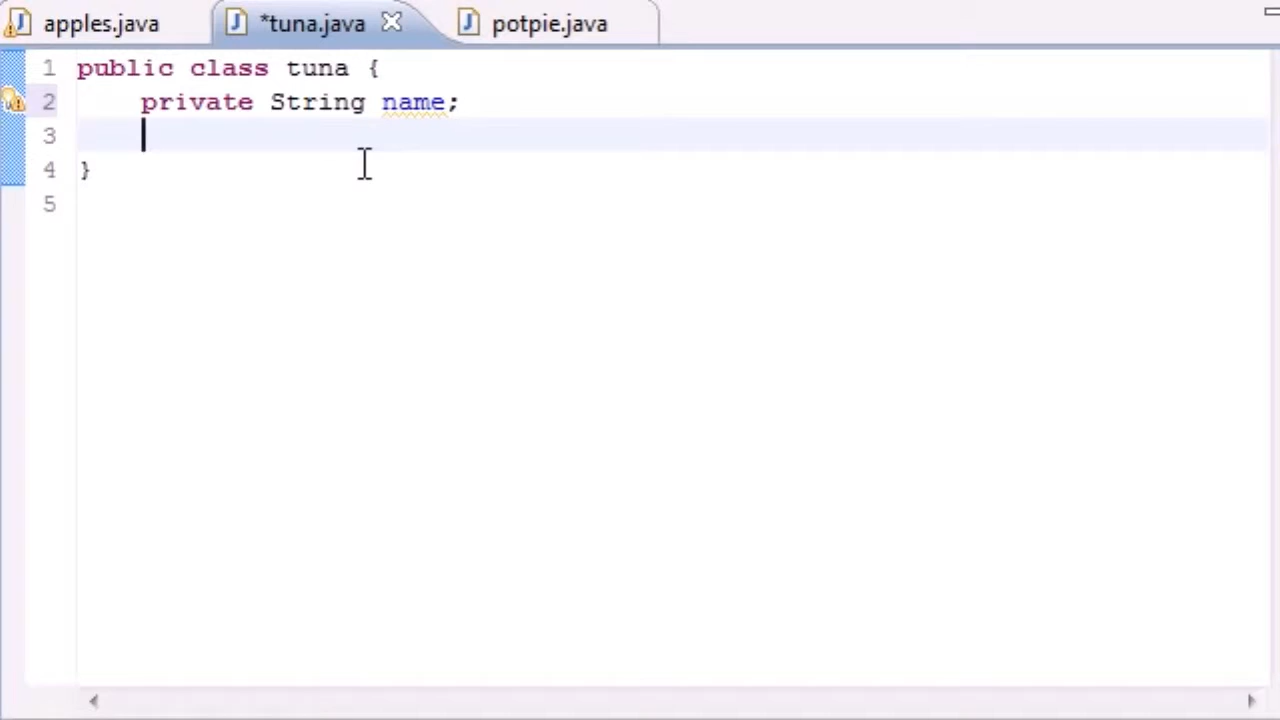 apples.java *tuna.java potpie.java
1 public class tuna {
2 private String name;
3
4 }
5